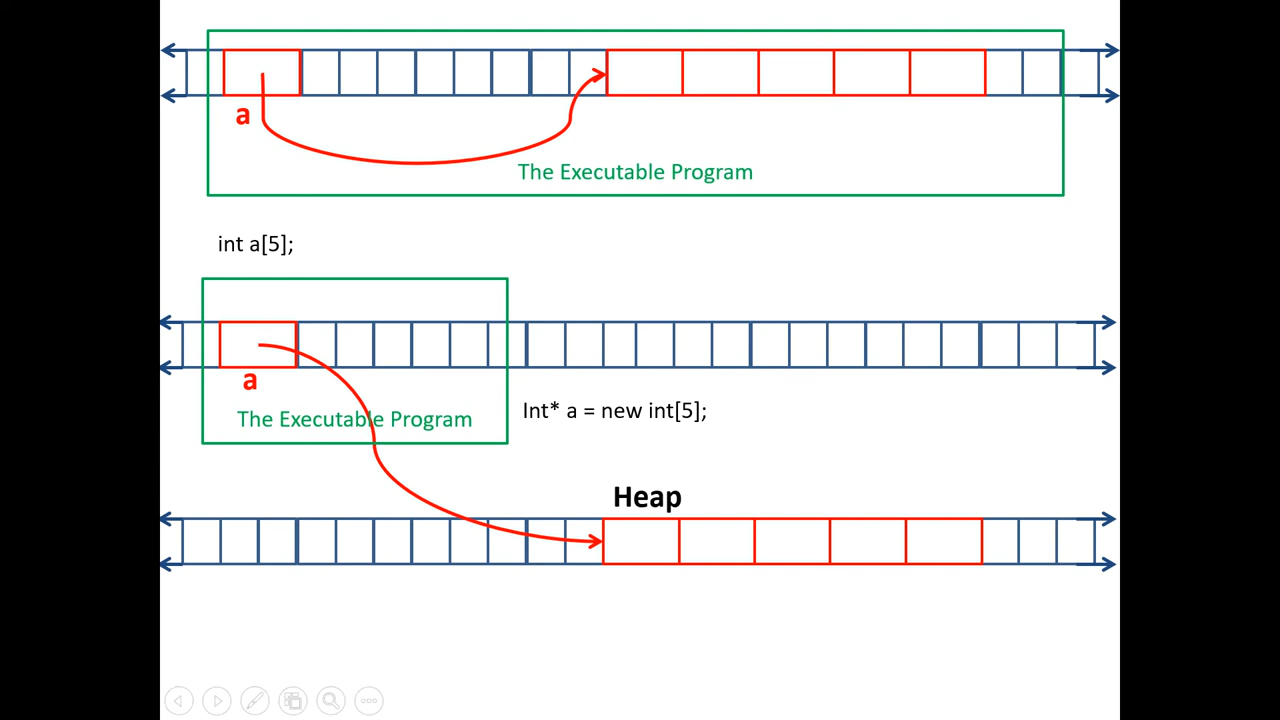 a
The Executable Program
int a[5];
a
The Executable Program
Int* a = new int[5];
Heap